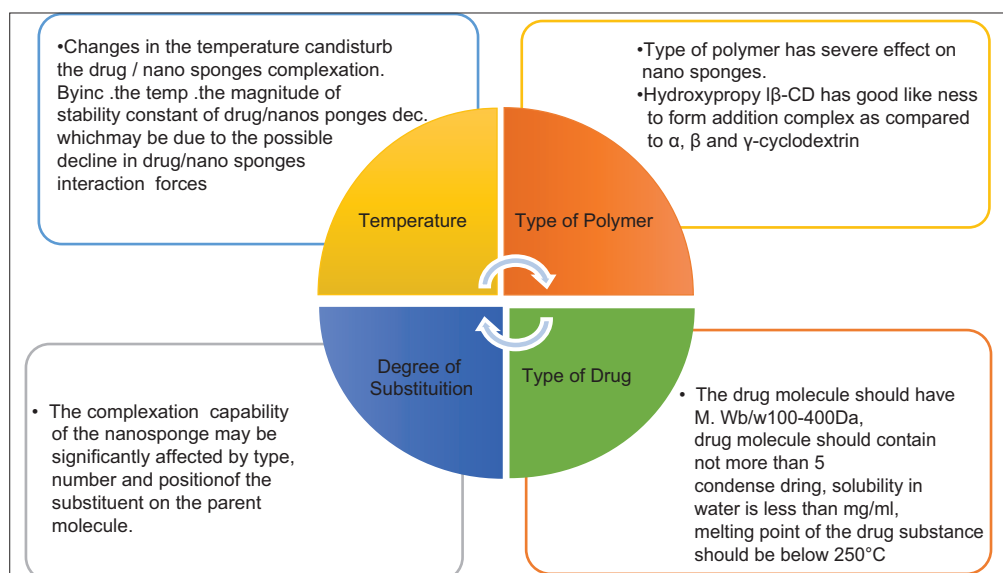 •Changes in the temperature candisturb
the drug / nano sponges complexation.
Byinc .the temp .the magnitude of
stability constant of drug/nanos ponges dec.
whichmay be due to the possible
decline in drug/nano sponges
interaction forces
•Type of polymer has severe effect on
nano sponges.
•Hydroxypropy lβ-CD has good like ness
to form addition complex as compared
to α, β and γ-cyclodextrin
Temperature
Type of Polymer
Degree of
Substituition
Type of Drug
• The complexation capability
of the nanosponge may be
significantly affected by type,
number and positionof the
substituent on the parent
molecule.
• The drug molecule should have
M. Wb/w100-400Da,
drug molecule should contain
not more than 5
condense dring, solubility in
water is less than mg/ml,
melting point of the drug substance
should be below 250°C